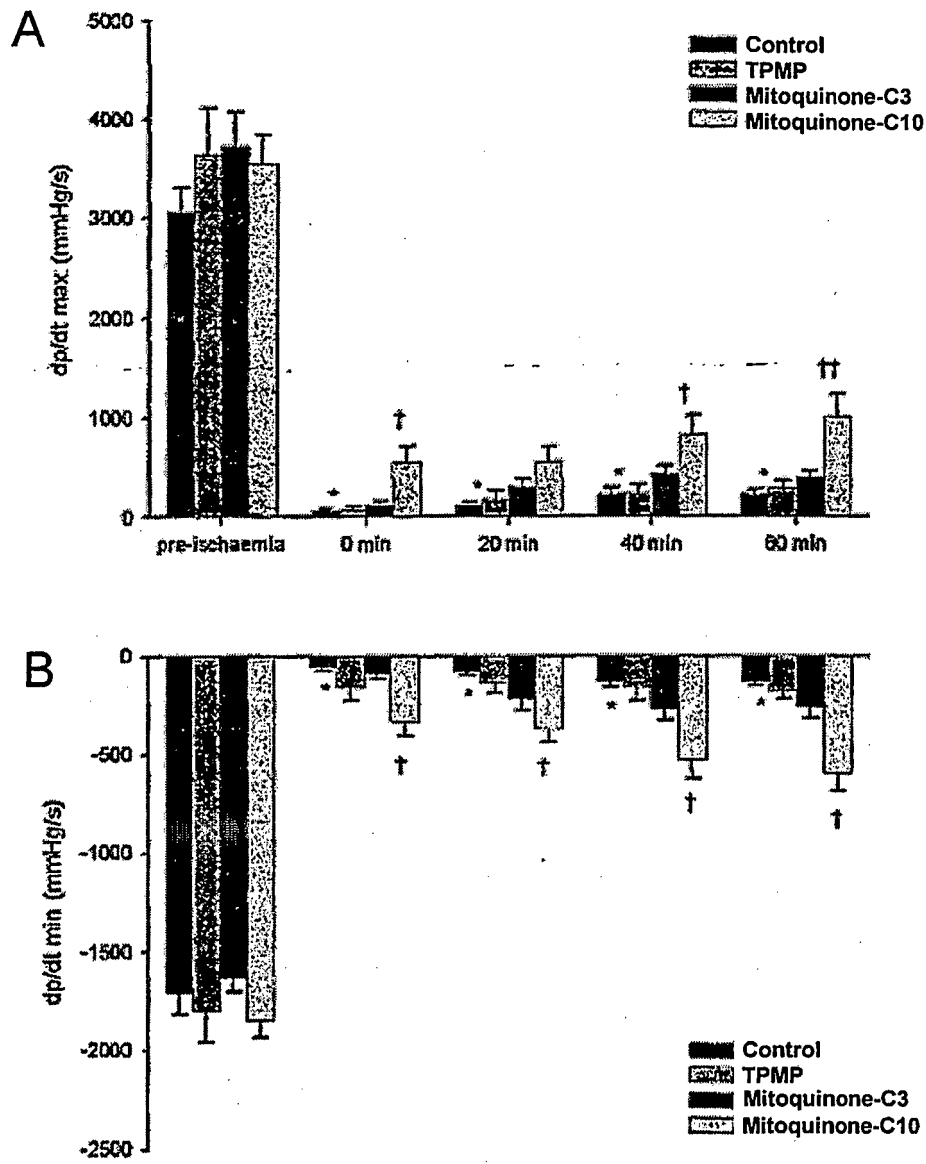 A
5000
4000
3000
2000
1000
0
dp/dt max (mmHg/s)
Control
TPMP
Mitoquinone-C3
Mitoquinone-C10
*
†
*
*
†
*
††
pre-ischaemia
0 min
20 min
40 min
60 min
B
0
-500
-1000
-1500
-2000
-2500
dp/dt min (mmHg/s)
*
†
*
†
*
†
*
†
Control
TPMP
Mitoquinone-C3
Mitoquinone-C10